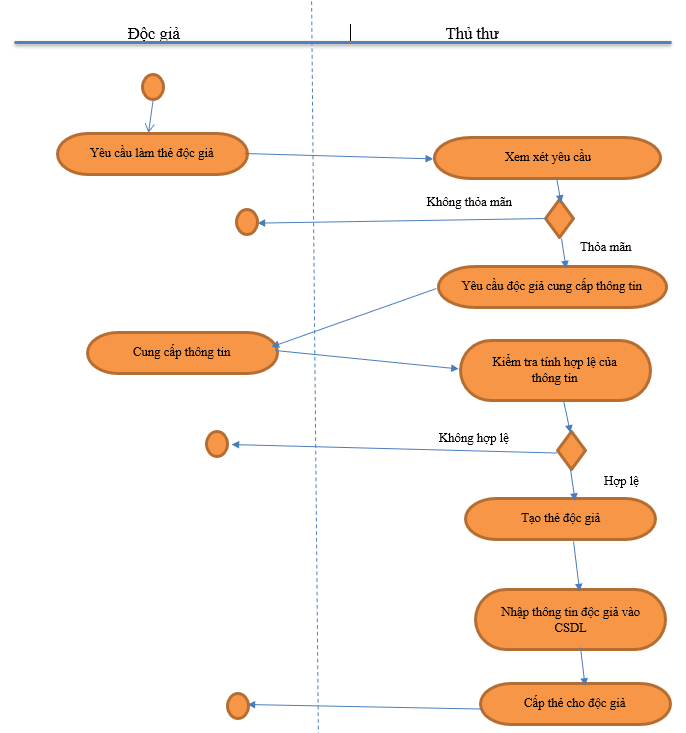 Độc giả
Thủ thư
Yêu cầu làm thẻ độc giả
Xem xét yêu cầu
Không thỏa mãn
Thỏa mãn
Yêu cầu độc giả cung cấp thông tin
Cung cấp thông tin
Kiểm tra tính hợp lệ của
thông tin
Không hợp lệ
Hợp lệ
Tạo thẻ độc giả
Nhập thông tin độc giả vào
CSDL
Cấp thẻ cho độc giả